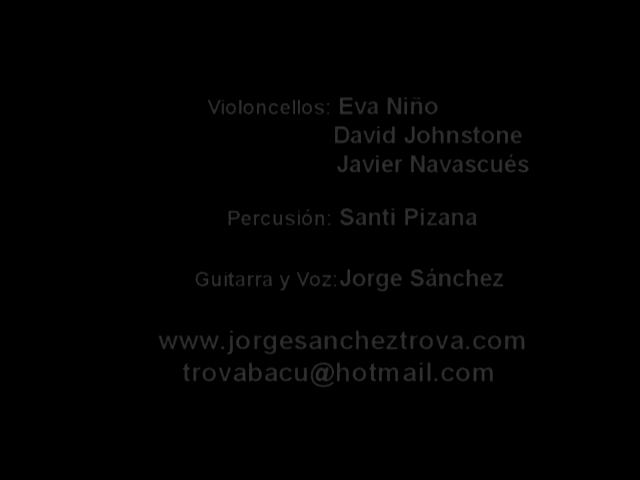 Violoncellos: Eva Niño
David Johnstone
Javier Navascués
Percusión: Santi Pizana
Guitarra y Voz:Jorge Sánchez
www.jorgesancheztrova.com
trovabacu@hotmail.com